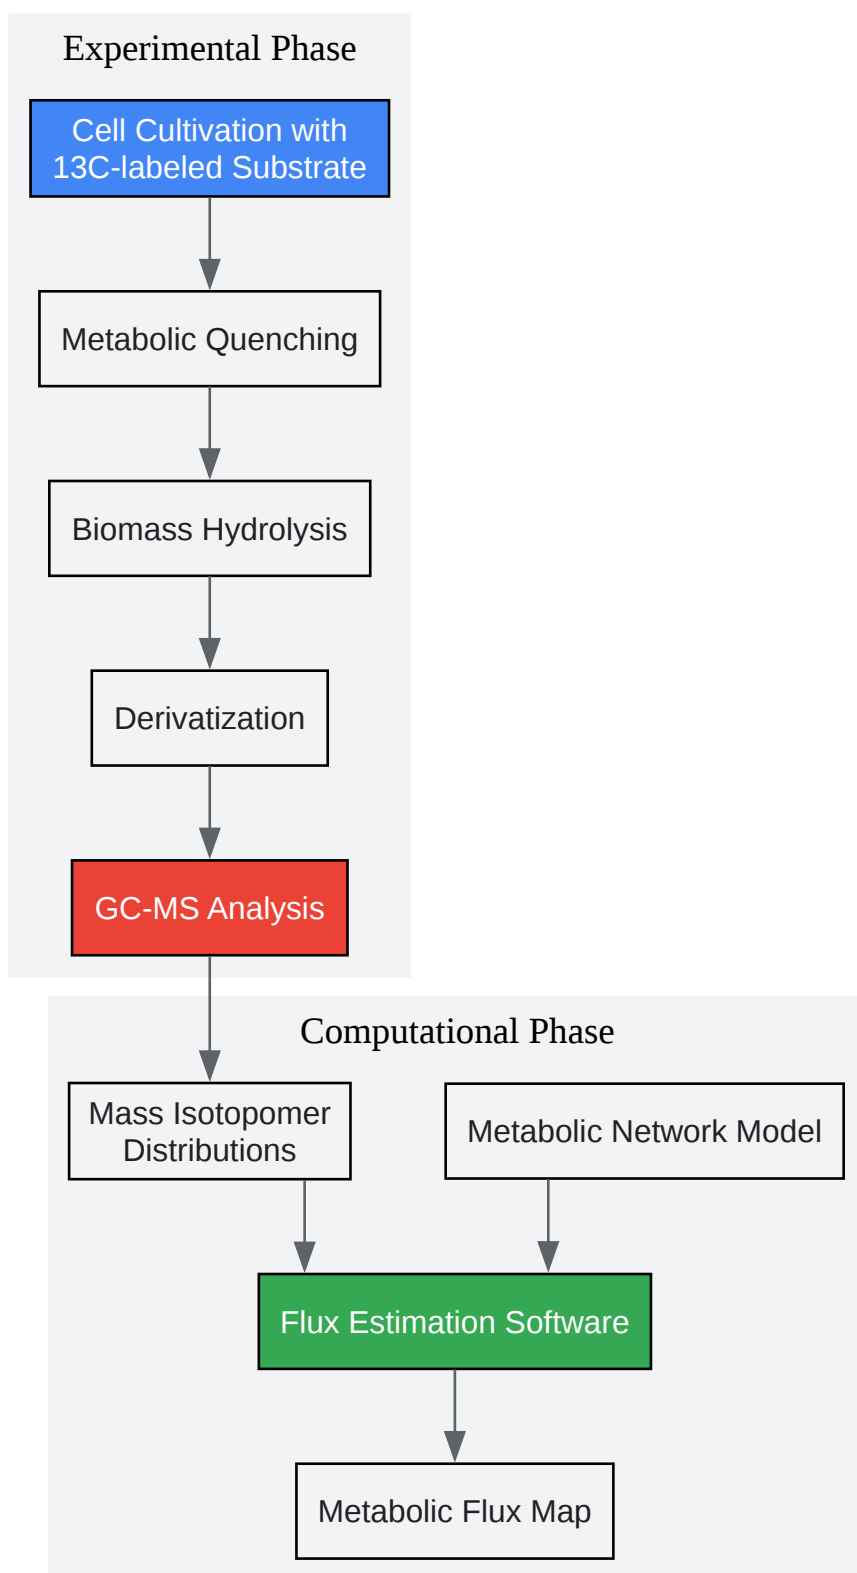 Experimental Phase
Cell Cultivation with
13C-labeled Substrate
Metabolic Quenching
Biomass Hydrolysis
Derivatization
GC-MS Analysis
Computational Phase
Mass Isotopomer
Distributions
Metabolic Network Model
Flux Estimation Software
Metabolic Flux Map